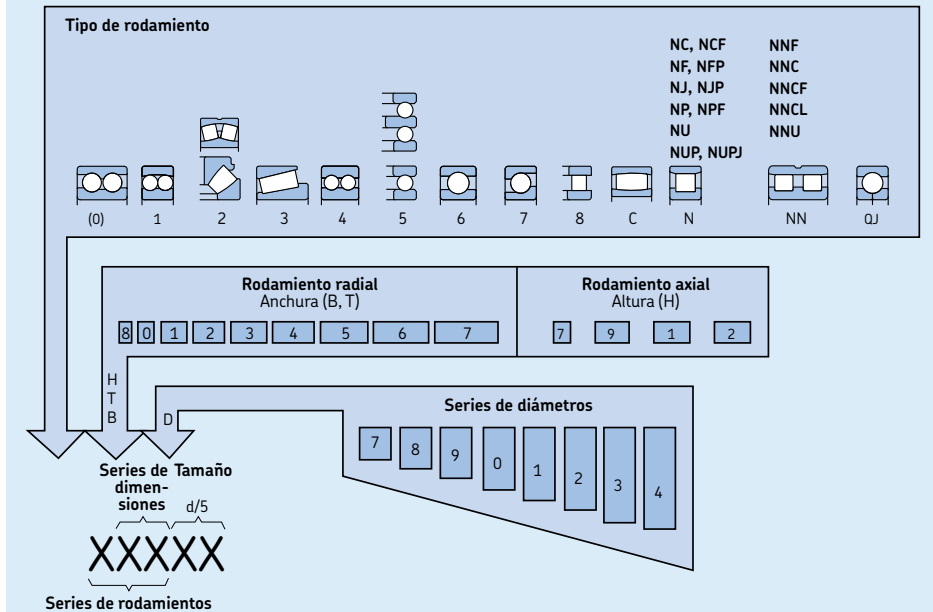 Tipo de rodamiento
NC, NCF NNF
NF, NFP NNC
NJ, NJP NNCF
NP, NPF NNCL
NU NNU
NUP, NUPJ
(0) 1 2 3 4 5 6 7 8 C N NN QJ
Rodamiento radial
Anchura (B, T)
8 0 1 2 3 4 5 6 7
Rodamiento axial
Altura (H)
7 9 1 2
H
T
B
D
Series de diámetros
7 8 9 0 1 2 3 4
Series de Tamaño
dimen-
siones d/5
XXXXX
Series de rodamientos